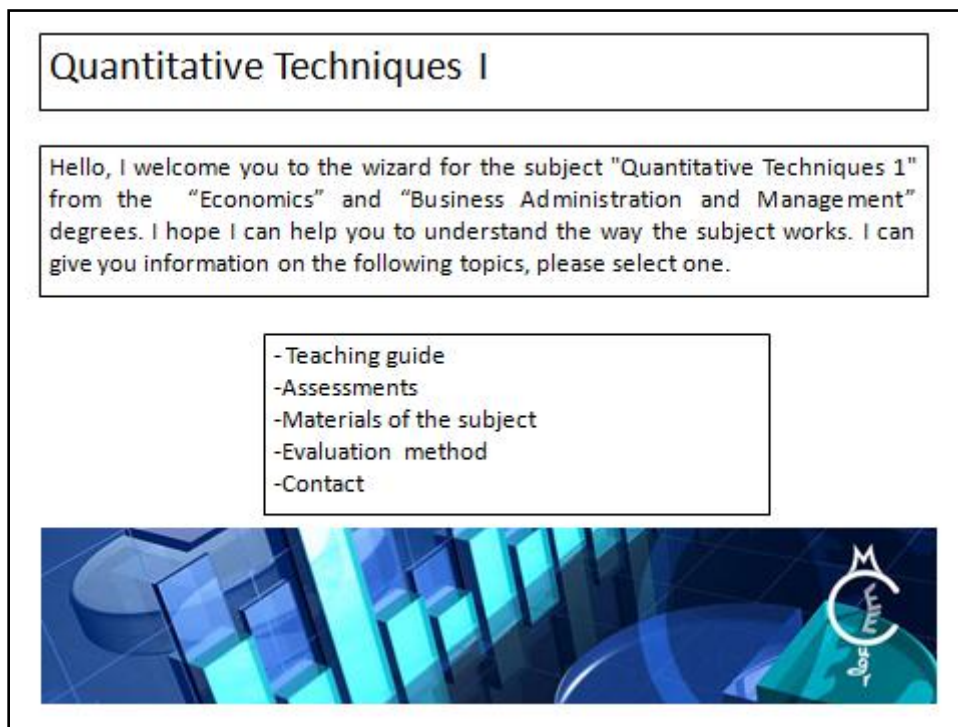 Quantitative Techniques I
Hello, I welcome you to the wizard for the subject "Quantitative Techniques 1"
from the “Economics” and “Business Administration and Management”
degrees. I hope I can help you to understand the way the subject works. I can
give you information on the following topics, please select one.
- Teaching guide
-Assessments
-Materials of the subject
-Evaluation method
-Contact